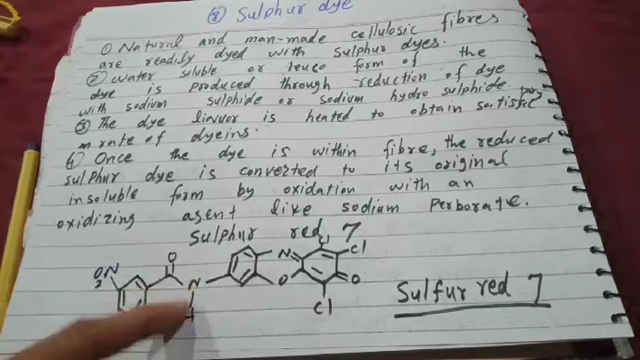 ⑧ Sulphur dye
① Natural and man-made cellulosic fibres
are readily dyed with sulphur dyes.
② water soluble or leuco form of the
dye is produced through reduction of dye
with sodium sulphide or sodium hydro sulphide.
③ The dye liquor is heated to obtain satisfac
rate of dyeins.
Once the dye is within fibre, the reduced
sulphur dye is converted to its original
insoluble form by oxidation with an
oxidizing agent like sodium perborate.
Sulphur red 7
O₃N O N N O Cl Cl O Cl
Sulfur red 7